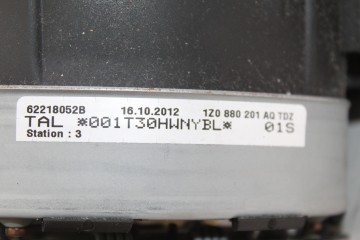 62218052B 16.10.2012 1Z0 880 201 AQ TDZ
TAL *001T30HWNYBL* 01S
Station : 3